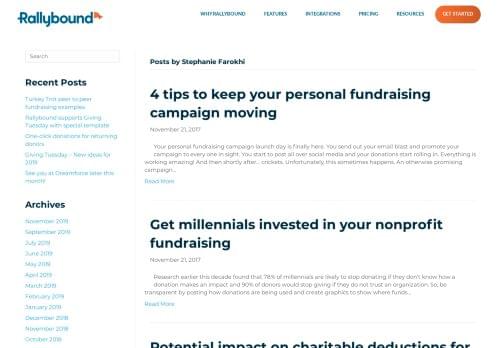 Rallybound
WHY RALLYBOUND
FEATURES
INTEGRATIONS
PRICING
RESOURCES
GET STARTED
Search
Recent Posts
Turkey Trot peer to peer
fundraising examples
Rallybound supports Giving
Tuesday with special template
One-click donations for returning
donors
Giving Tuesday – New ideas for
2019
See you at Dreamforce later this
month!
Archives
November 2019
September 2019
July 2019
June 2019
May 2019
April 2019
March 2019
February 2019
January 2019
December 2018
November 2018
October 2018
Posts by Stephanie Farokhi
4 tips to keep your personal fundraising
campaign moving
November 21, 2017
Your personal fundraising campaign launch day is finally here. You send out your email blast and promote your
campaign to every one in sight. You start to post all over social media and your donations start rolling in. Everything is
working amazing! And then shortly after... crickets. Unfortunately, this sometimes happens. An otherwise promising
campaign...
Read More
Get millennials invested in your nonprofit
fundraising
November 21, 2017
Research earlier this decade found that 78% of millennials are likely to stop donating if they don't know how a
donation makes an impact and 90% of donors would stop giving if they do not trust an organization. So, be
transparent by posting how donations are being used and create graphics to show where funds...
Read More
Potential impact on charitable deductions for